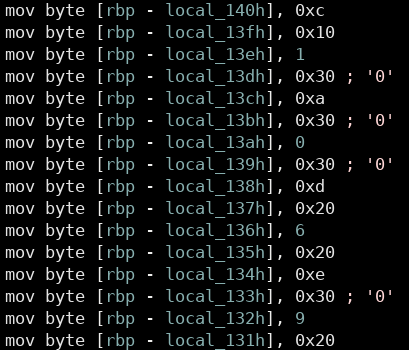 mov byte [rbp - local_140h], 0xc
mov byte [rbp - local_13fh], 0x10
mov byte [rbp - local_13eh], 1
mov byte [rbp - local_13dh], 0x30 ; '0'
mov byte [rbp - local_13ch], 0xa
mov byte [rbp - local_13bh], 0x30 ; '0'
mov byte [rbp - local_13ah], 0
mov byte [rbp - local_139h], 0x30 ; '0'
mov byte [rbp - local_138h], 0xd
mov byte [rbp - local_137h], 0x20
mov byte [rbp - local_136h], 6
mov byte [rbp - local_135h], 0x20
mov byte [rbp - local_134h], 0xe
mov byte [rbp - local_133h], 0x30 ; '0'
mov byte [rbp - local_132h], 9
mov byte [rbp - local_131h], 0x20